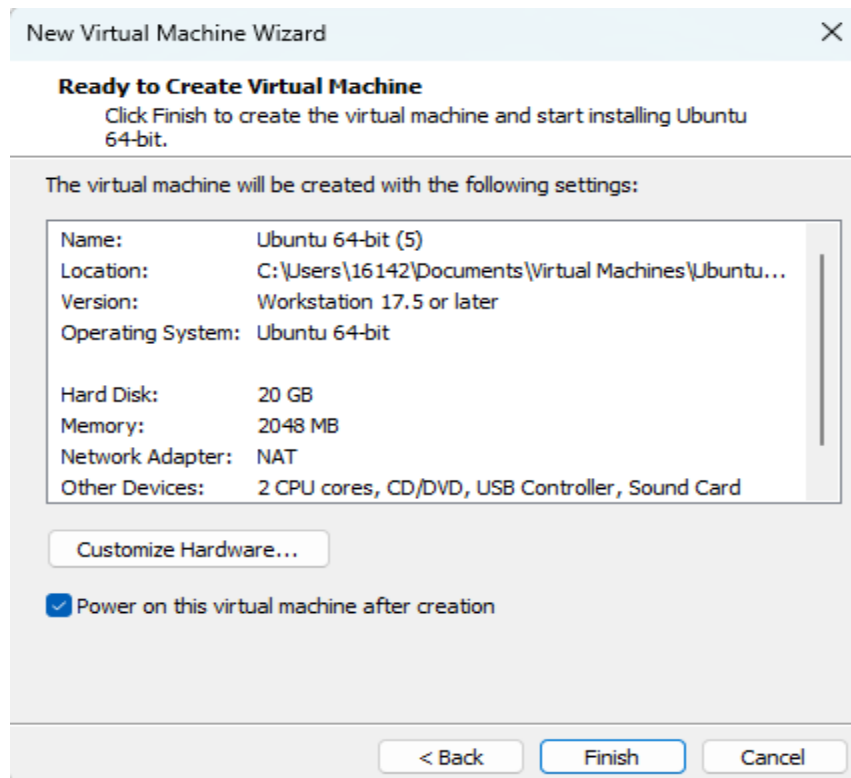 New Virtual Machine Wizard
Ready to Create Virtual Machine
Click Finish to create the virtual machine and start installing Ubuntu
64-bit.
The virtual machine will be created with the following settings:
Name: Ubuntu 64-bit (5)
Location: C:\Users\16142\Documents\Virtual Machines\Ubuntu...
Version: Workstation 17.5 or later
Operating System: Ubuntu 64-bit
Hard Disk: 20 GB
Memory: 2048 MB
Network Adapter: NAT
Other Devices: 2 CPU cores, CD/DVD, USB Controller, Sound Card
Customize Hardware...
Power on this virtual machine after creation
< Back Finish Cancel